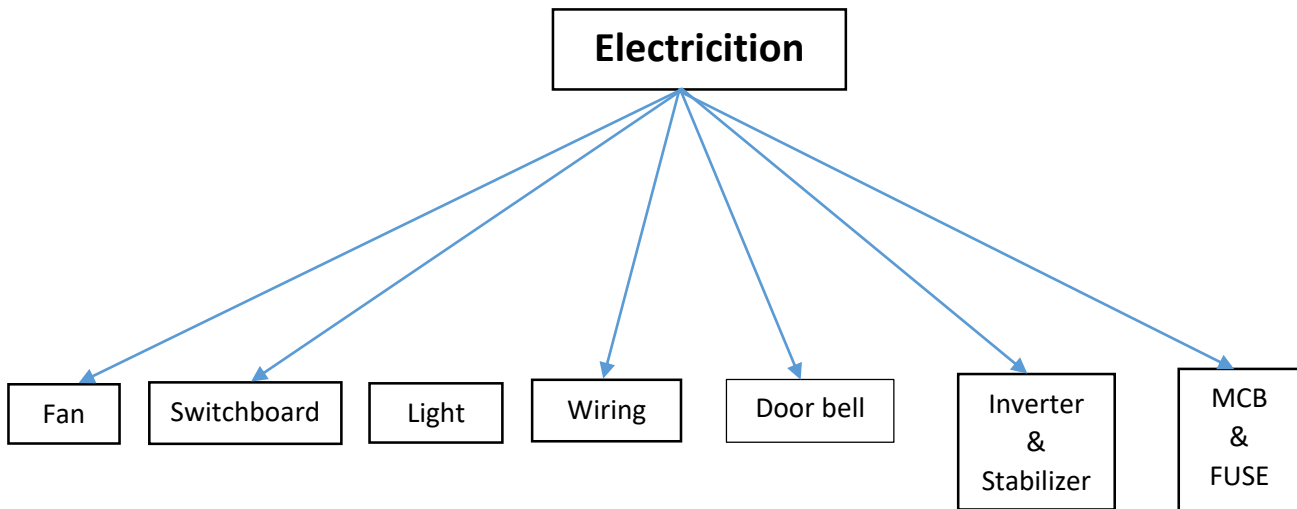 Electricition
Fan
Switchboard
Light
Wiring
Door bell
Inverter
&
Stabilizer
MCB
&
FUSE